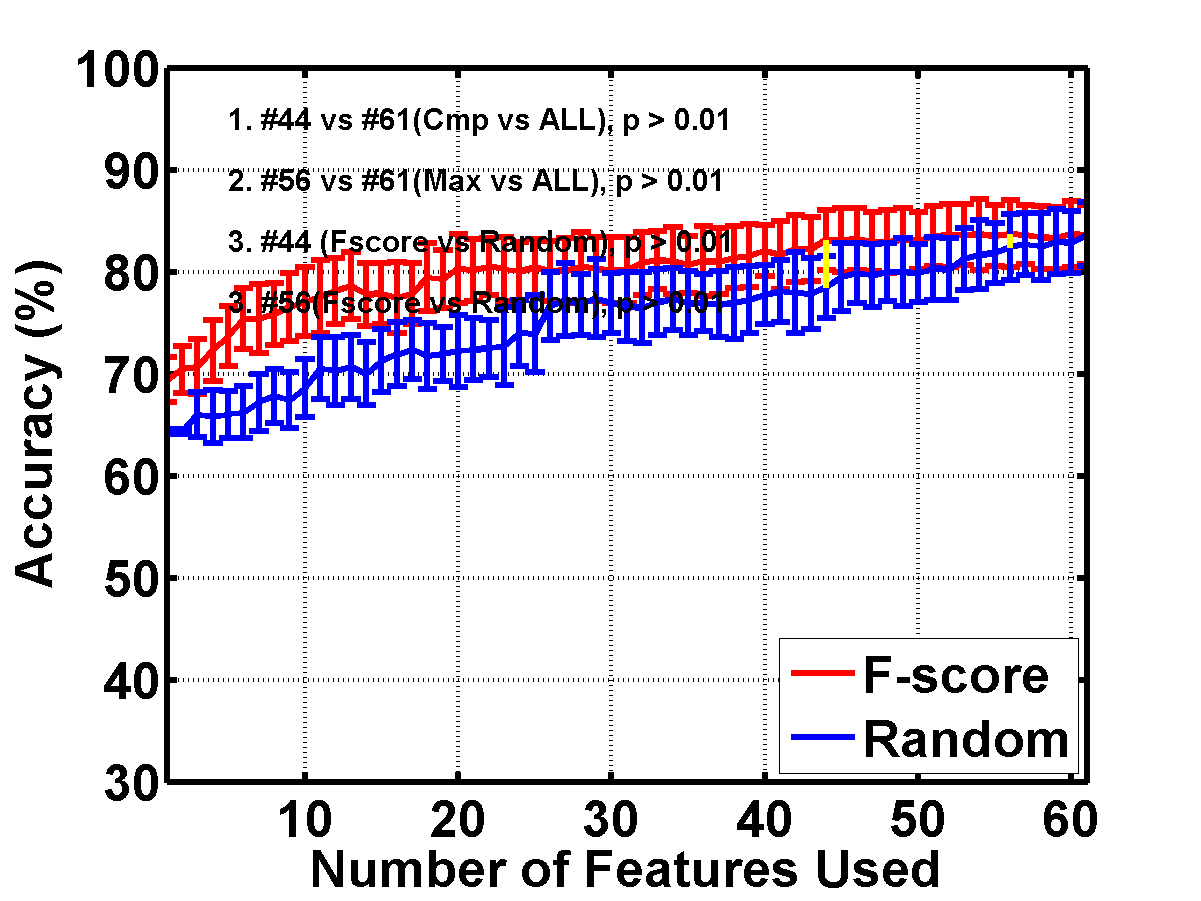 100
90
80
70
60
50
40
30
1. #44 vs #61(Cmp vs ALL), p > 0.01
2. #56 vs #61(Max vs ALL), p > 0.01
3. #44 (Fscore vs Random), p > 0.01
3. #56(Fscore vs Random), p > 0.01
Accuracy (%)
F-score
Random
10 20 30 40 50 60
Number of Features Used